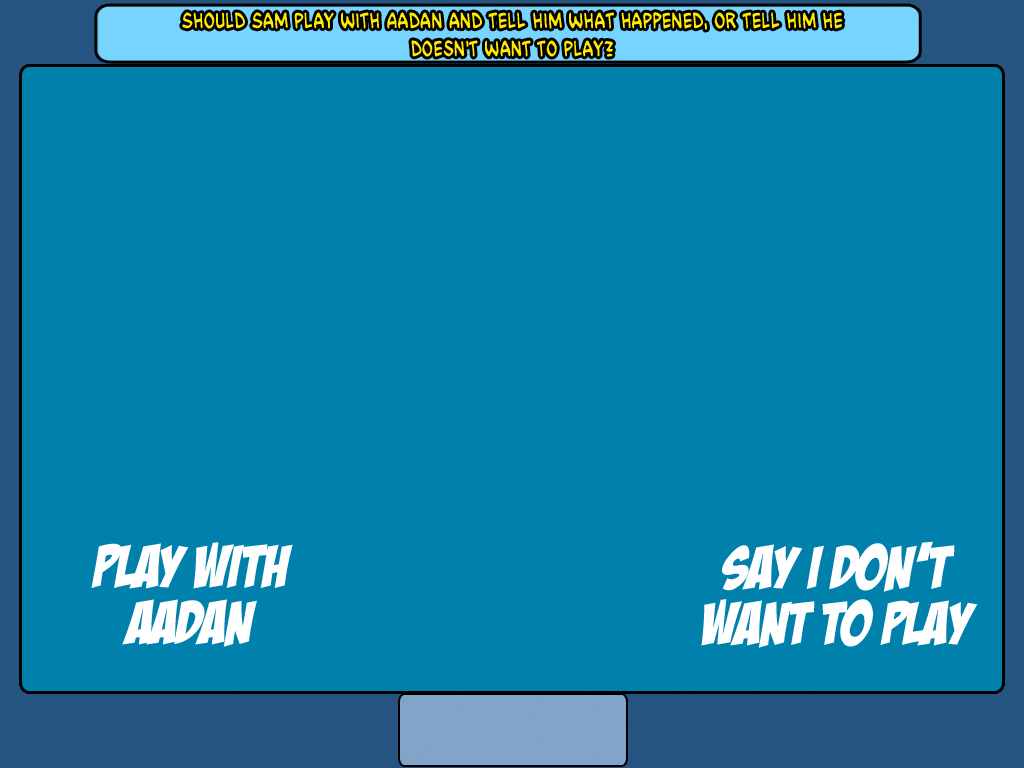 SHOULD SAM PLAY WITH AADAN AND TELL HIM WHAT HAPPENED, OR TELL HIM HE
DOESN'T WANT TO PLAY?
PLAY WITH
AADAN
SAY I DON'T
WANT TO PLAY